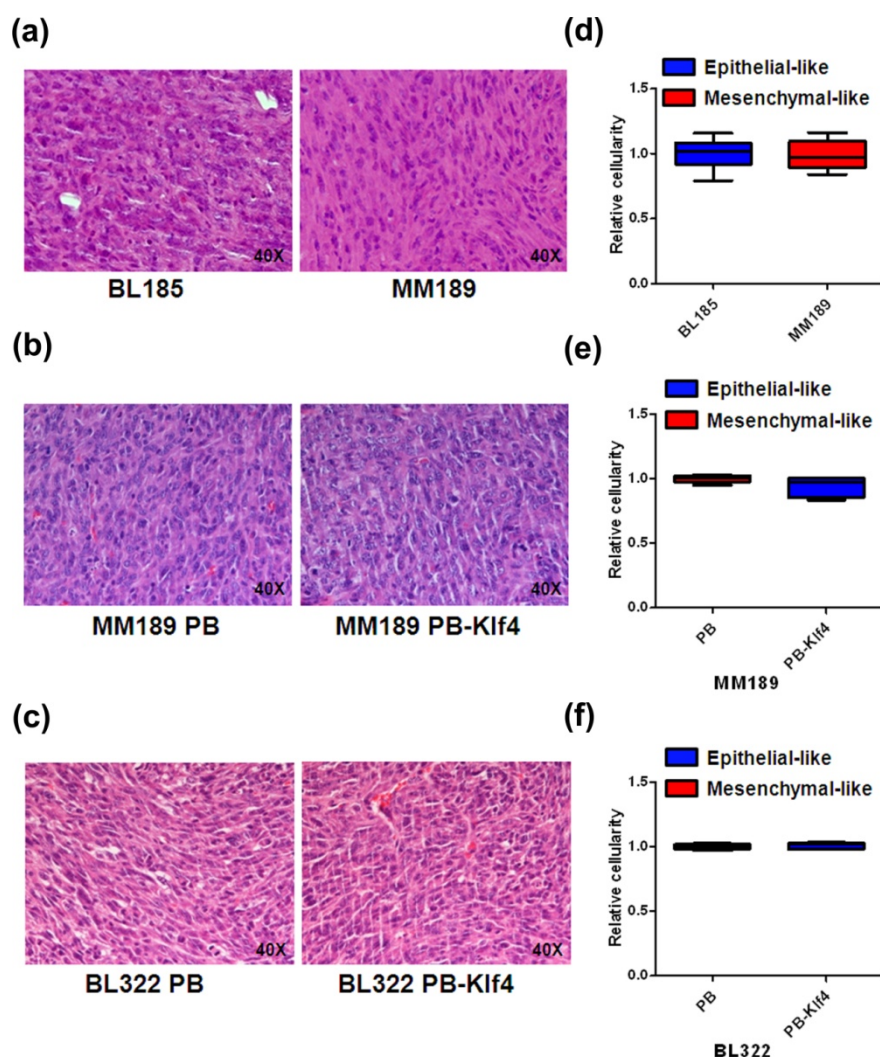 (a)
40X
40X
BL185
MM189
(d)
Epithelial-like
Mesenchymal-like
Relative cellularity
1.5
1.0
0.5
0.0
BL185
MM189
(b)
40X
40X
MM189 PB
MM189 PB-Klf4
(e)
Epithelial-like
Mesenchymal-like
Relative cellularity
1.5
1.0
0.5
0.0
PB
PB-Klf4
MM189
(c)
40X
40X
BL322 PB
BL322 PB-Klf4
(f)
Epithelial-like
Mesenchymal-like
Relative cellularity
1.5
1.0
0.5
0.0
PB
PB-Klf4
BL322